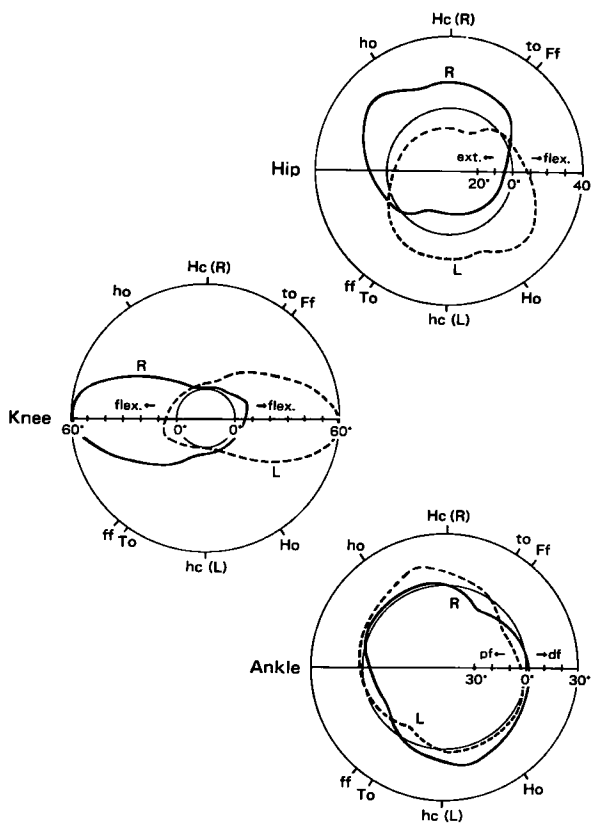 Hc (R)
ho
to
Ff
R
Hip
ext. ←
→flex.
20°
0°
40
L
ff
To
Ho
hc (L)
Hc (R)
ho
to
Ff
R
flex. ←
→flex.
Knee
60°
0°
0°
60°
L
ff
To
Ho
hc (L)
Hc (R)
ho
to
Ff
R
pf←
→df
Ankle
30°
0°
30°
L
ff
To
Ho
hc (L)